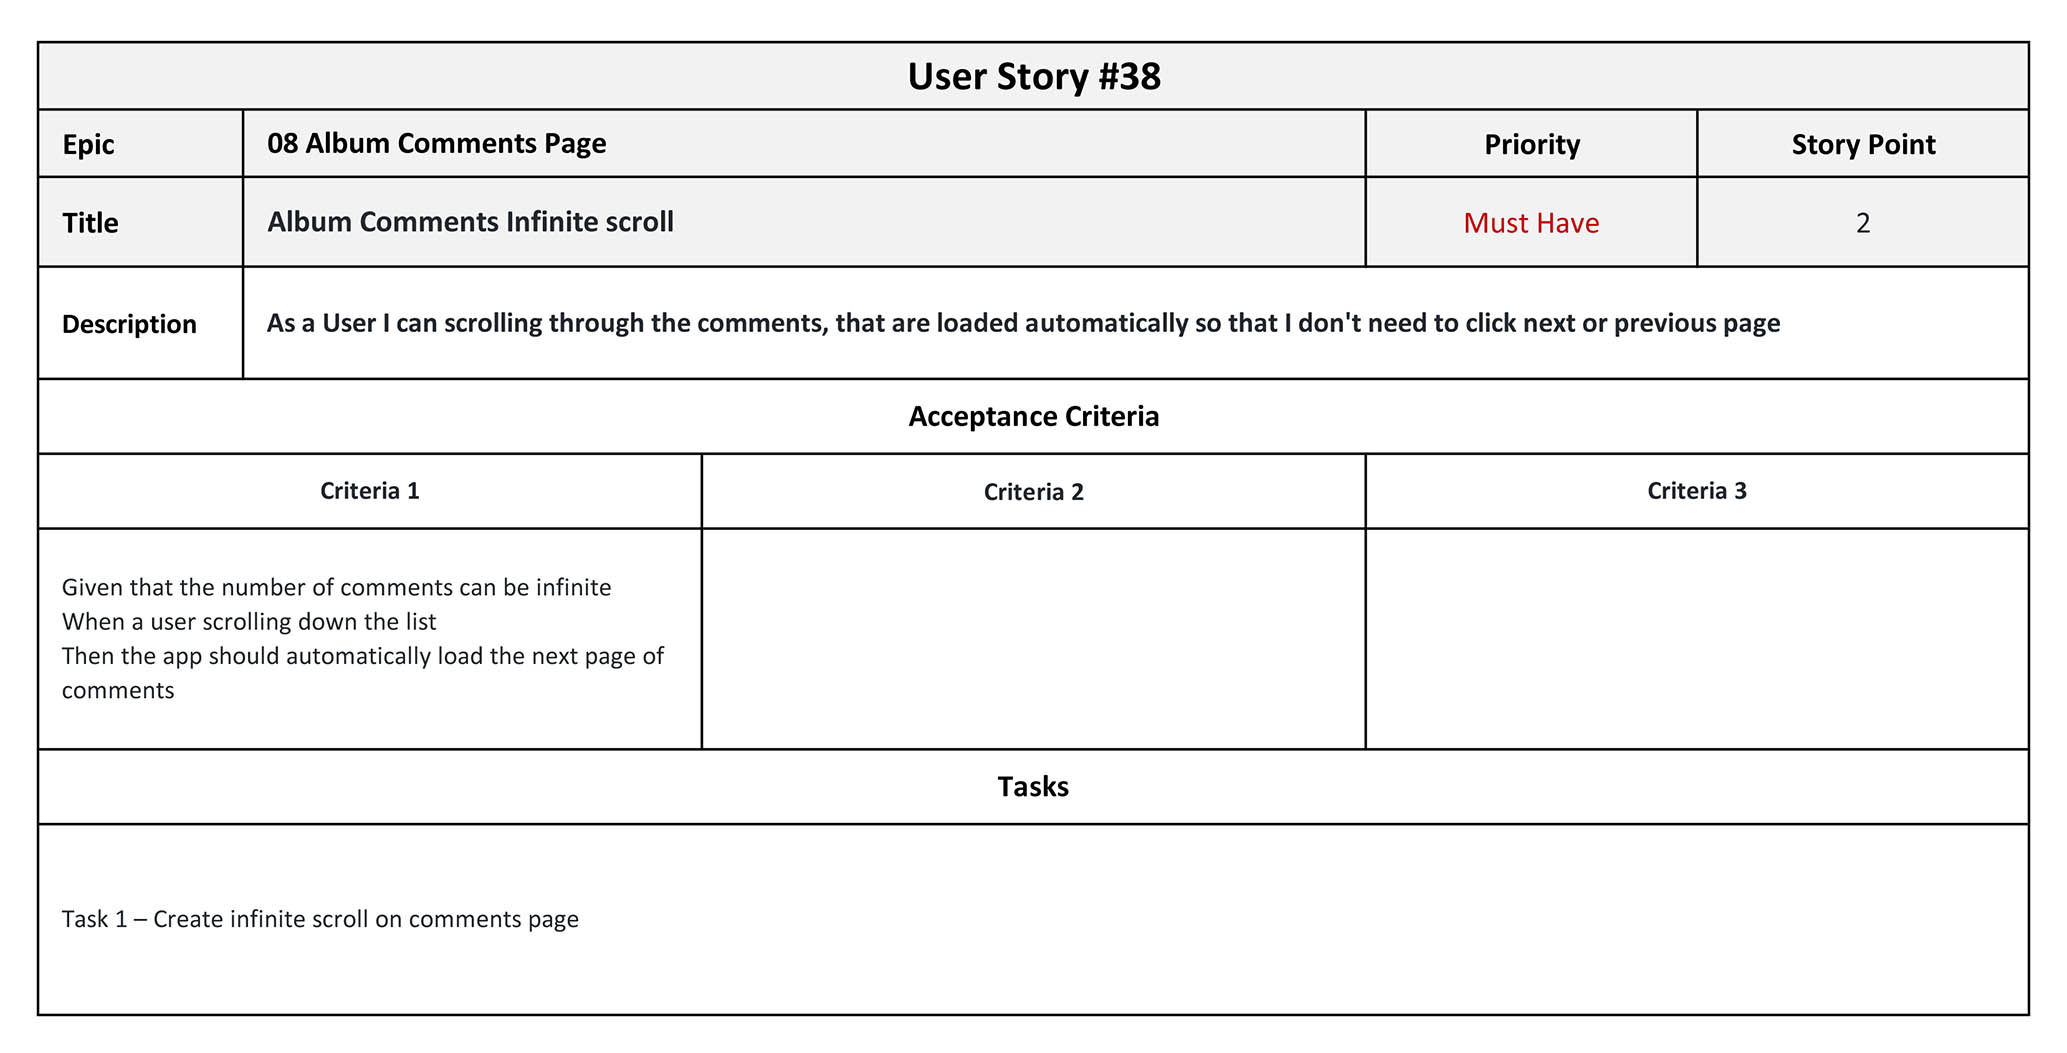 User Story #38
Epic
08 Album Comments Page
Priority
Story Point
Title
Album Comments Infinite scroll
Must Have
2
Description
As a User I can scrolling through the comments, that are loaded automatically so that I don't need to click next or previous page
Acceptance Criteria
Criteria 1
Criteria 2
Criteria 3
Given that the number of comments can be infinite
When a user scrolling down the list
Then the app should automatically load the next page of
comments
Tasks
Task 1 – Create infinite scroll on comments page